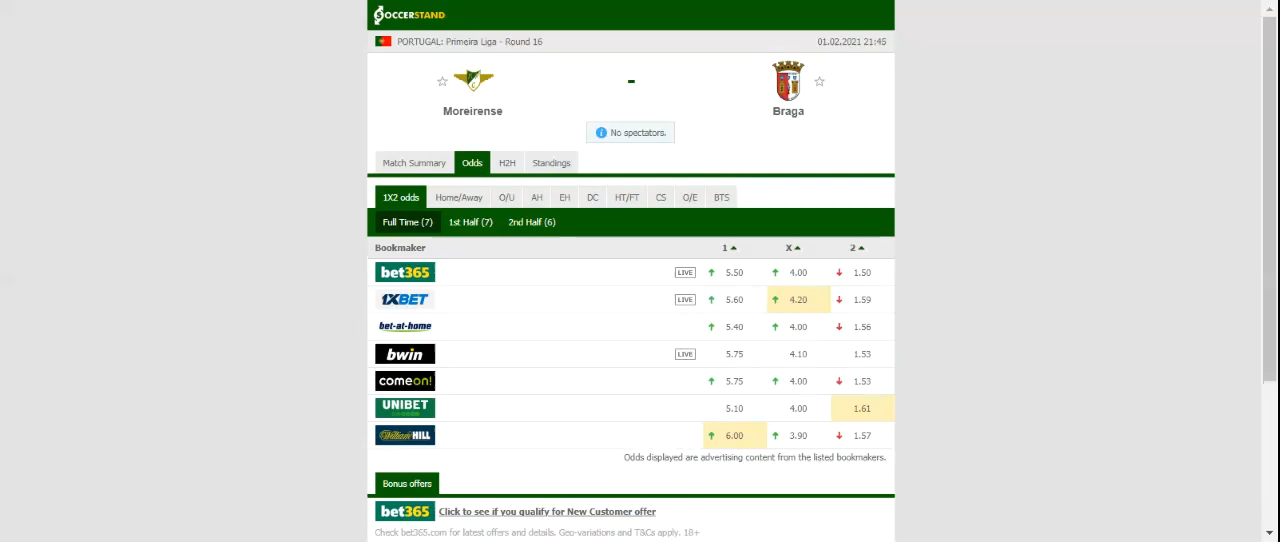 SOCCERSTAND
PORTUGAL: Primeira Liga - Round 16 01.02.2021 21:45
-
Moreirense Braga
No spectators.
Match Summary Odds H2H Standings
1X2 odds Home/Away O/U AH EH DC HT/FT CS O/E BTS
Full Time (7) 1st Half (7) 2nd Half (6)
Bookmaker 1 X 2
bet365 LIVE 5.50 4.00 1.50
1XBET LIVE 5.60 4.20 1.59
bet-at-home 5.40 4.00 1.56
bwin LIVE 5.75 4.10 1.53
comeon! 5.75 4.00 1.53
UNIBET 5.10 4.00 1.61
William HILL 6.00 3.90 1.57
Odds displayed are advertising content from the listed bookmakers.
Bonus offers
bet365 Click to see if you qualify for New Customer offer
Check bet365.com for latest offers and details. Geo-variations and T&Cs apply. 18+